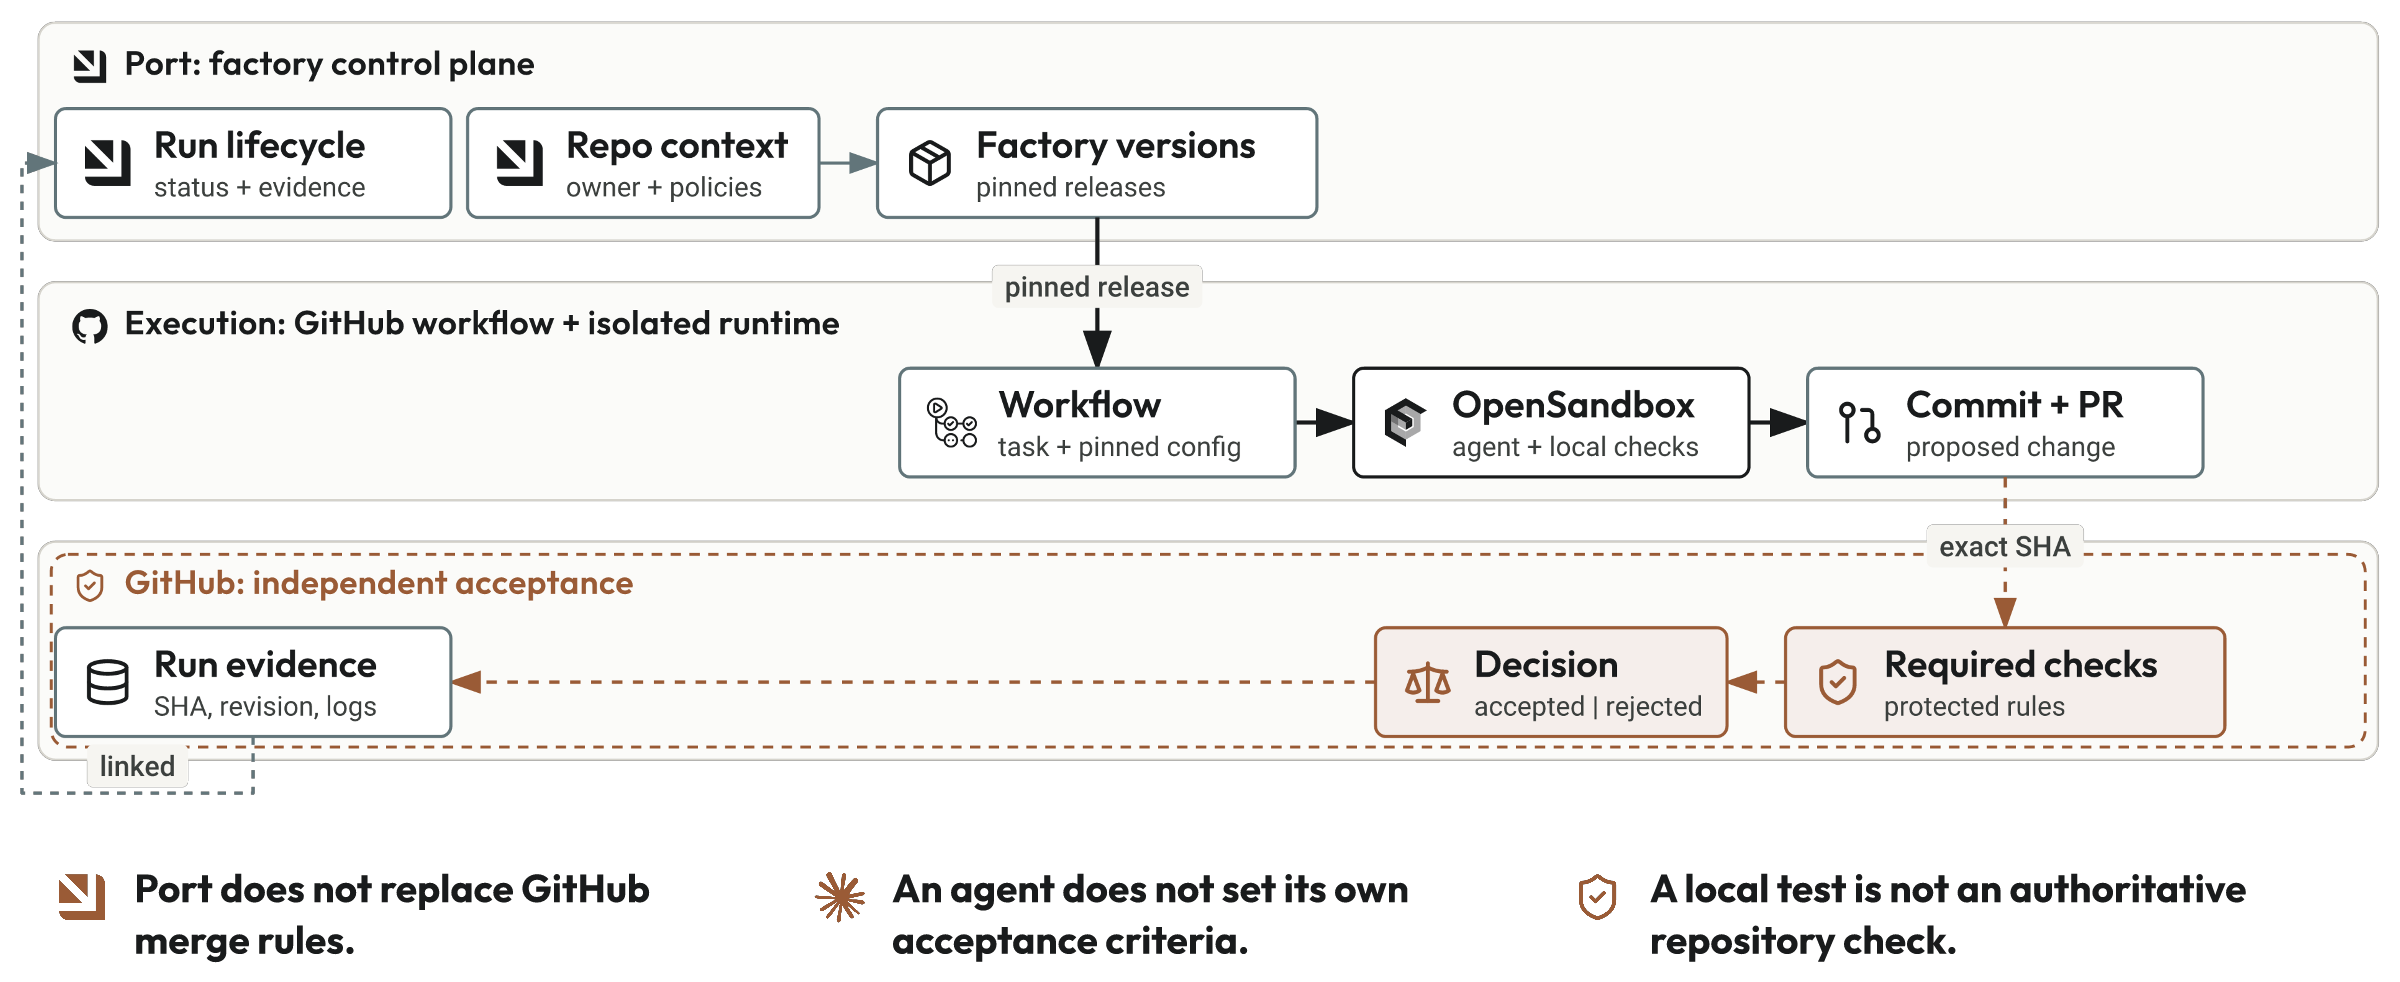 Port: factory control plane
Run lifecycle
status + evidence
Repo context
owner + policies
Factory versions
pinned releases
pinned release
Execution: GitHub workflow + isolated runtime
Workflow
task + pinned config
OpenSandbox
agent + local checks
Commit + PR
proposed change
exact SHA
GitHub: independent acceptance
Run evidence
SHA, revision, logs
Decision
accepted | rejected
Required checks
protected rules
linked
Port does not replace GitHub
merge rules.
An agent does not set its own
acceptance criteria.
A local test is not an authoritative
repository check.